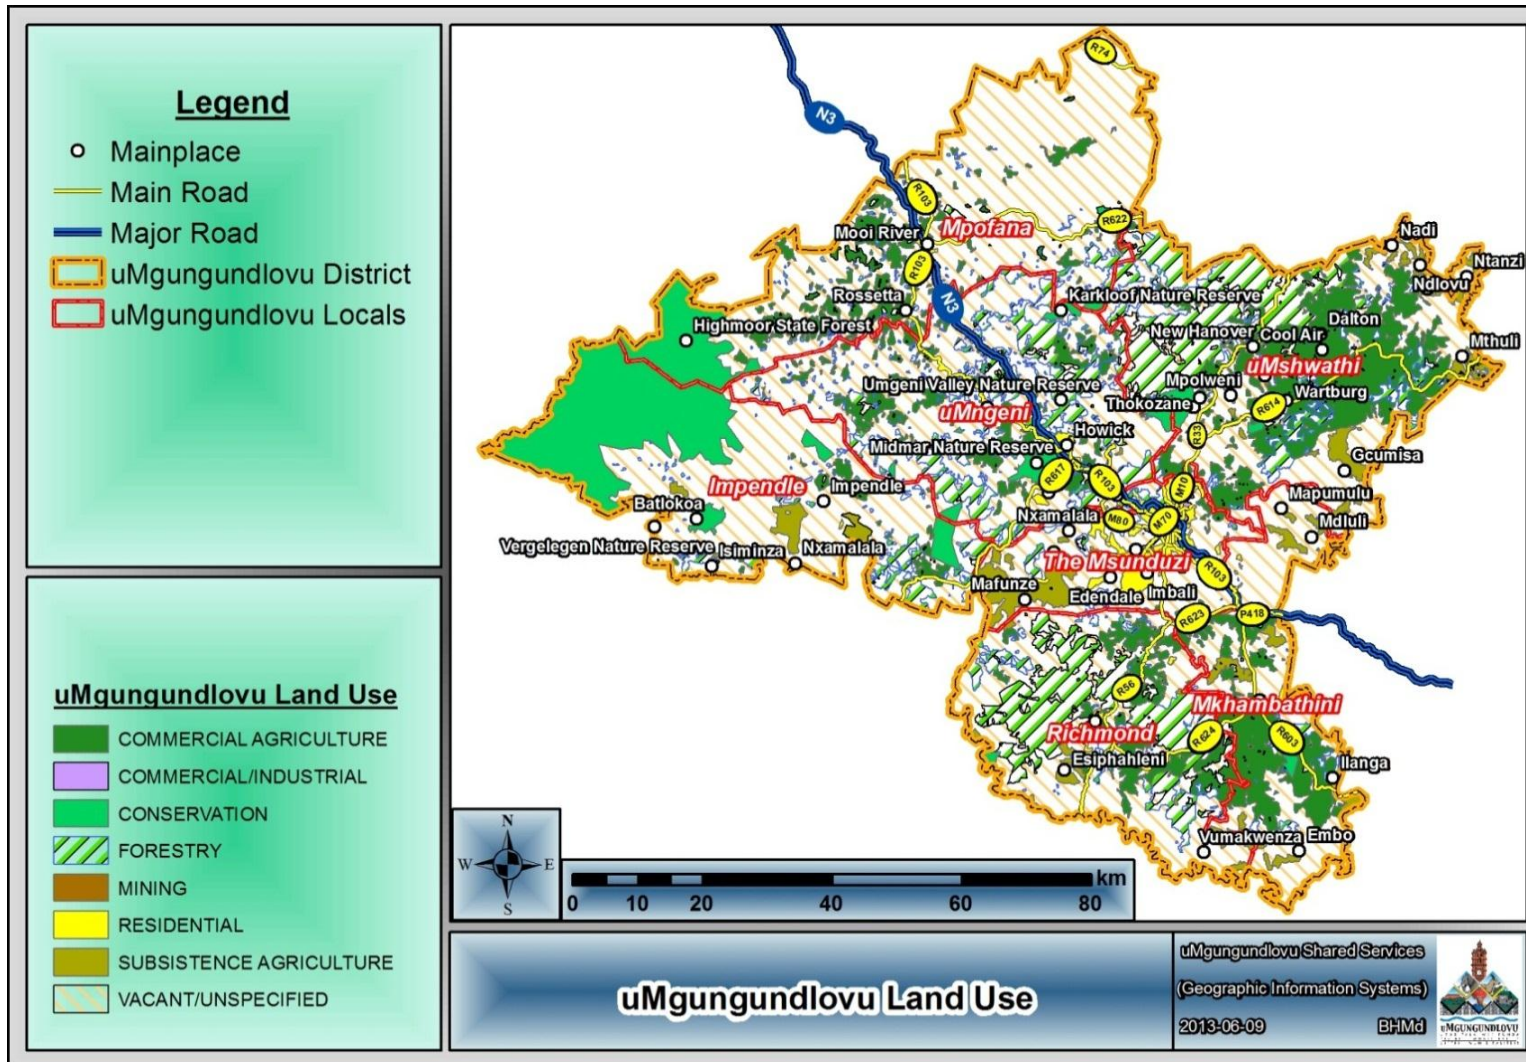 Legend
Mainplace
Main Road
Major Road
uMgungundlovu District
uMgungundlovu Locals
uMgungundlovu Land Use
COMMERCIAL AGRICULTURE
COMMERCIAL/INDUSTRIAL
CONSERVATION
FORESTRY
MINING
RESIDENTIAL
SUBSISTENCE AGRICULTURE
VACANT/UNSPECIFIED
R74
N3
R103
R622
Mooi River
Mpofana
Nadi
R103
Ntanzi
Ndlovu
Rossetta
N3
Karkloof Nature Reserve
Highmoor State Forest
New Hanover
Cool Air
Dalton
Mthuli
uMshwathi
Umgeni Valley Nature Reserve
Mpolweni
Wartburg
Thokozane
R614
uMngeni
Howick
R33
Midmar Nature Reserve
Gcumisa
R617
R103
M10
Impendle
Impendle
Mapumulu
Batlokoa
Nxamalala
M80
M70
Mdluli
Vergelegen Nature Reserve
Isiminza
Nxamalala
The Msunduzi
R103
Mafunze
Edendale
Imbali
R623
P418
R56
Mkhambathini
Richmond
R624
R603
Esiphahleni
Ilanga
Vumakwenza
Embo
N
W
E
S
km
0
10
20
40
60
80
uMgungundlovu Land Use
uMgungundlovu Shared Services
(Geographic Information Systems)
2013-06-09
BHMd
uMGUNGUNDLOVU